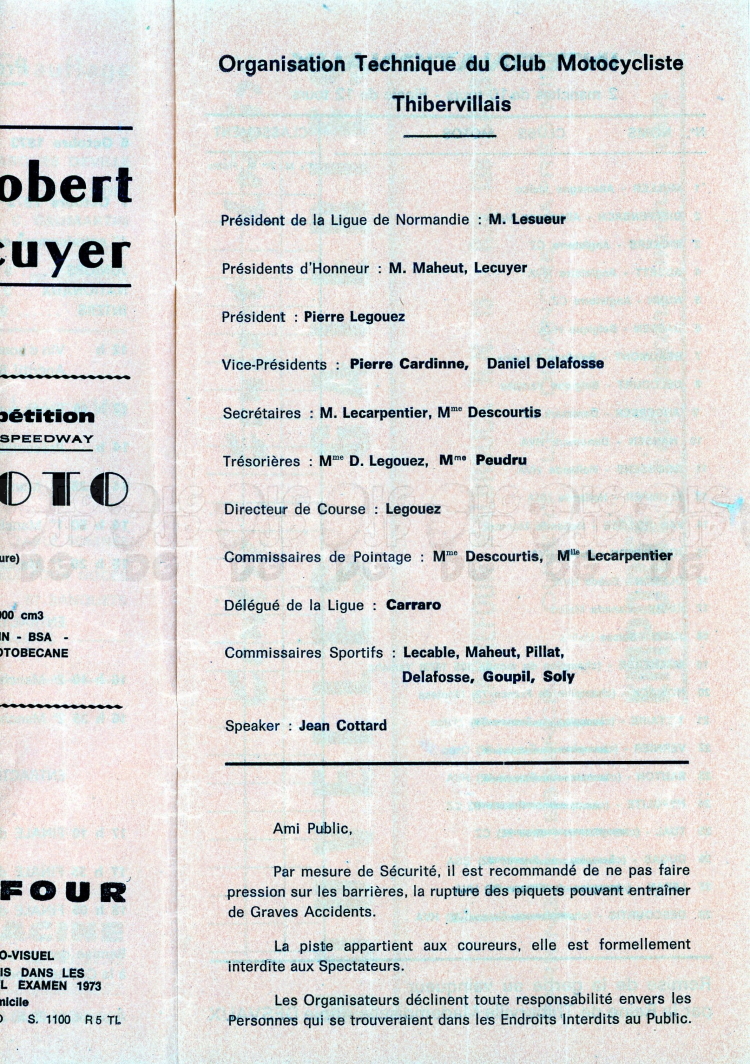 obert
cuyer
pétition
SPEEDWAY
OTO
ure)
000 cm3
IN - BSA -
OTOBECANE
FOUR
O-VISUEL
IS DANS LES
L EXAMEN 1973
micile
S. 1100 R5 TL
Organisation Technique du Club Motocycliste
Thibervillais
Président de la Ligue de Normandie : M. Lesueur
Présidents d'Honneur : M. Maheut, Lecuyer
Président : Pierre Legouez
Vice-Présidents : Pierre Cardinne, Daniel Delafosse
Secrétaires : M. Lecarpentier, Mme Descourtis
Trésorières : Mme D. Legouez, Mme Peudru
Directeur de Course : Legouez
Commissaires de Pointage : Mme Descourtis, Mlle Lecarpentier
Délégué de la Ligue : Carraro
Commissaires Sportifs : Lecable, Maheut, Pillat,
Delafosse, Goupil, Soly
Speaker : Jean Cottard
Ami Public,
Par mesure de Sécurité, il est recommandé de ne pas faire
pression sur les barrières, la rupture des piquets pouvant entraîner
de Graves Accidents.
La piste appartient aux coureurs, elle est formellement
interdite aux Spectateurs.
Les Organisateurs déclinent toute responsabilité envers les
Personnes qui se trouveraient dans les Endroits Interdits au Public.